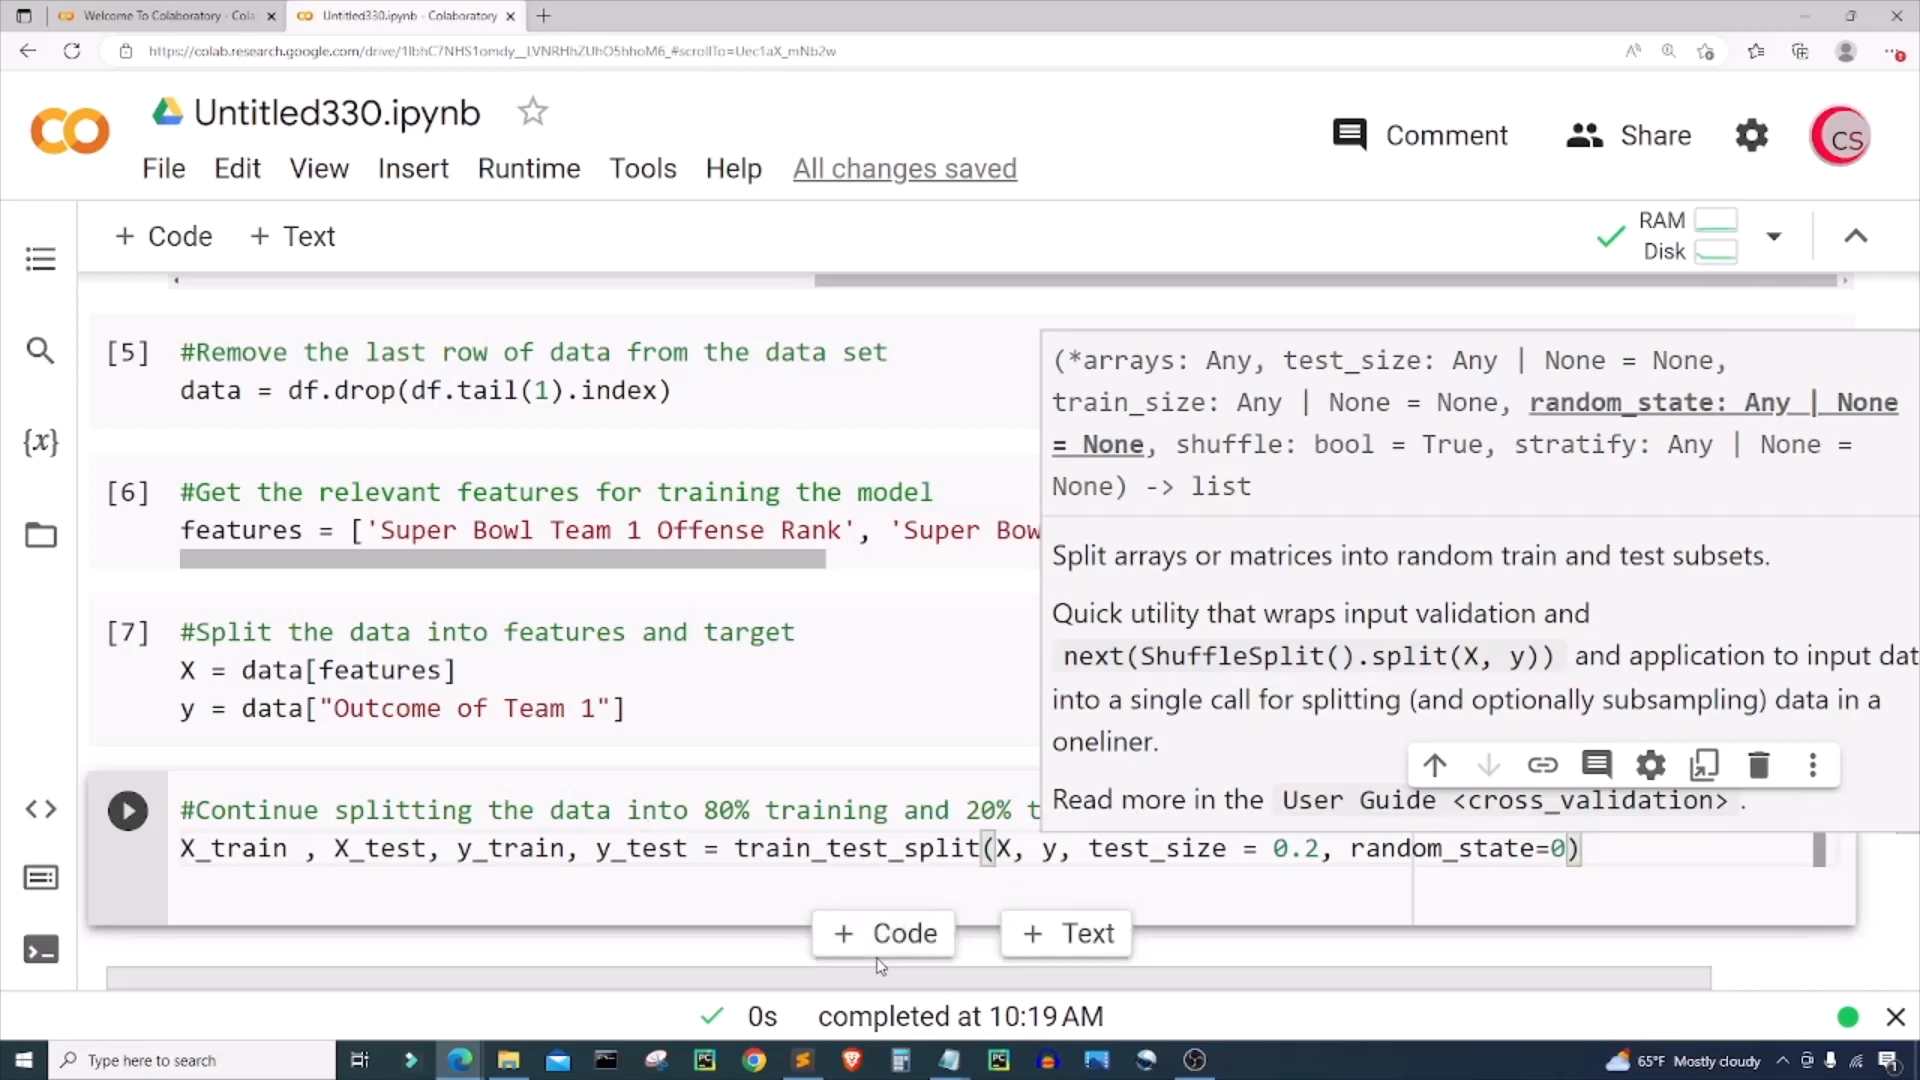 Welcome To Colaboratory - Cola
Untitled330.ipynb - Colaboratory
https://colab.research.google.com/drive/1lbhC7NHS1omdy__LVNRHhZUhO5hhoM6_#scrollTo=Uec1aX_mNb2w
Untitled330.ipynb
Comment
Share
CS
File Edit View Insert Runtime Tools Help All changes saved
+ Code + Text
RAM
Disk
[5] #Remove the last row of data from the data set
data = df.drop(df.tail(1).index)
[6] #Get the relevant features for training the model
features = ['Super Bowl Team 1 Offense Rank', 'Super Bow
[7] #Split the data into features and target
X = data[features]
y = data["Outcome of Team 1"]
#Continue splitting the data into 80% training and 20% t
X_train , X_test, y_train, y_test = train_test_split(X, y, test_size = 0.2, random_state=0)
(*arrays: Any, test_size: Any | None = None,
train_size: Any | None = None, random_state: Any | None
= None, shuffle: bool = True, stratify: Any | None =
None) -> list
Split arrays or matrices into random train and test subsets.
Quick utility that wraps input validation and
next(ShuffleSplit().split(X, y)) and application to input dat
into a single call for splitting (and optionally subsampling) data in a
oneliner.
Read more in the User Guide <cross_validation> .
+ Code
+ Text
0s completed at 10:19 AM
Type here to search
65°F Mostly cloudy